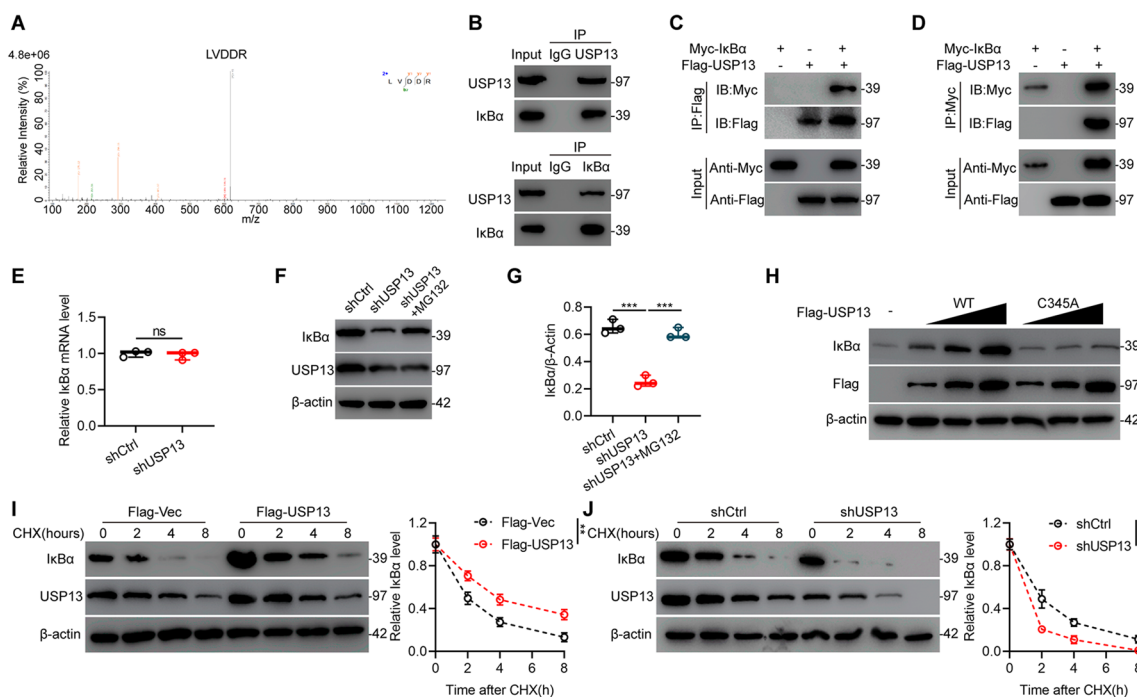 A
4.8e+06
LVDDR
2+
L V D D R
Relative Intensity (%)
100
80
60
40
20
0
100 200 300 400 500 600 700 800 900 1000 1100 1200
m/z
B
IP
Input IgG USP13
USP13 -97
IκBα -39
IP
Input IgG IκBα
USP13 -97
IκBα -39
C
Myc-IκBα + - +
Flag-USP13 - + +
IP:Flag
IB:Myc -39
IB:Flag -97
Input
Anti-Myc -39
Anti-Flag -97
D
Myc-IκBα + - +
Flag-USP13 - + +
IP:Myc
IB:Myc -39
IB:Flag -97
Input
Anti-Myc -39
Anti-Flag -97
E
Relative IκBα mRNA level
1.5
1.0
0.5
0.0
ns
shCtrl
shUSP13
F
shCtrl
shUSP13
shUSP13
+MG132
IκBα -39
USP13 -97
β-actin -42
G
IκBα/β-Actin
0.8
0.6
0.4
0.2
0.0
*** ***
shCtrl
shUSP13
shUSP13+MG132
H
WT C345A
Flag-USP13 -
IκBα -39
Flag -97
β-actin -42
I
Flag-Vec Flag-USP13
CHX(hours) 0 2 4 8 0 2 4 8
IκBα -39
USP13 -97
β-actin -42
Relative IκBα level
1.2
0.8
0.4
0.0
Flag-Vec
Flag-USP13
**
0 2 4 6 8
Time after CHX(h)
J
shCtrl shUSP13
CHX(hours) 0 2 4 8 0 2 4 8
IκBα -39
USP13 -97
β-actin -42
Relative IκBα level
1.2
0.8
0.4
0.0
shCtrl
shUSP13
0 2 4 6 8
Time after CHX(h)